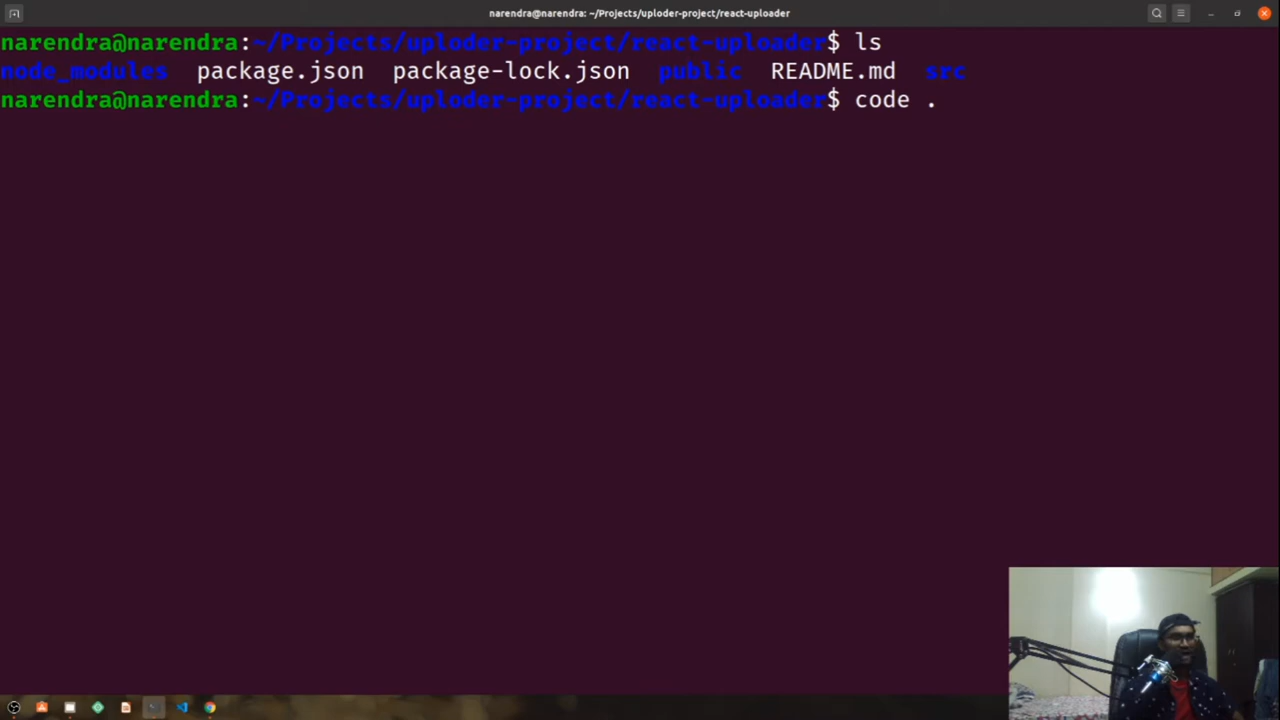 narendra@narendra: ~/Projects/uploder-project/react-uploader
narendra@narendra:~/Projects/uploder-project/react-uploader$ ls
node_modules package.json package-lock.json public README.md src
narendra@narendra:~/Projects/uploder-project/react-uploader$ code .